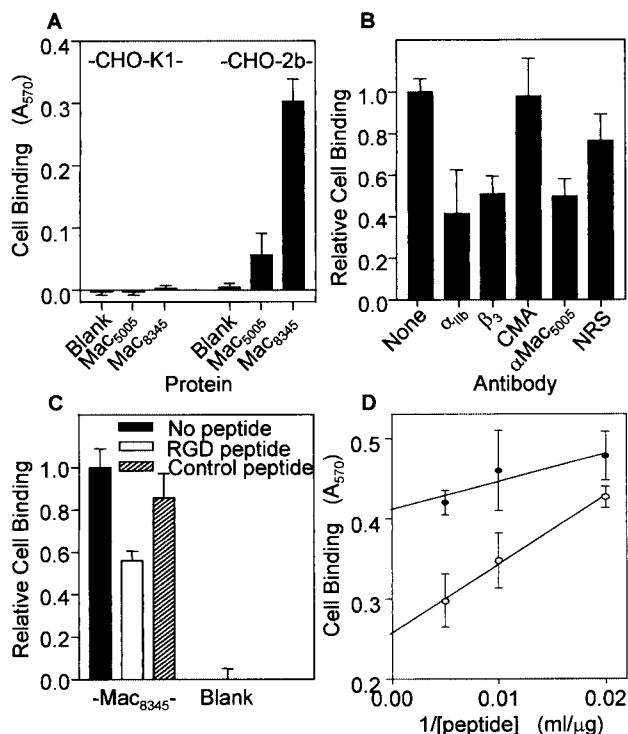 A
-CHO-K1-
-CHO-2b-
Cell Binding (A570)
0.4
0.3
0.2
0.1
0.0
Blank
Mac5005
Mac8345
Blank
Mac5005
Mac8345
Protein
B
Relative Cell Binding
1.0
0.8
0.6
0.4
0.2
0.0
None
αIIb
β3
CMA
αMac5005
NRS
Antibody
C
No peptide
RGD peptide
Control peptide
Relative Cell Binding
1.0
0.8
0.6
0.4
0.2
0.0
-Mac8345-
Blank
D
Cell Binding (A570)
0.5
0.4
0.3
0.2
0.00
0.01
0.02
1/[peptide] (ml/μg)